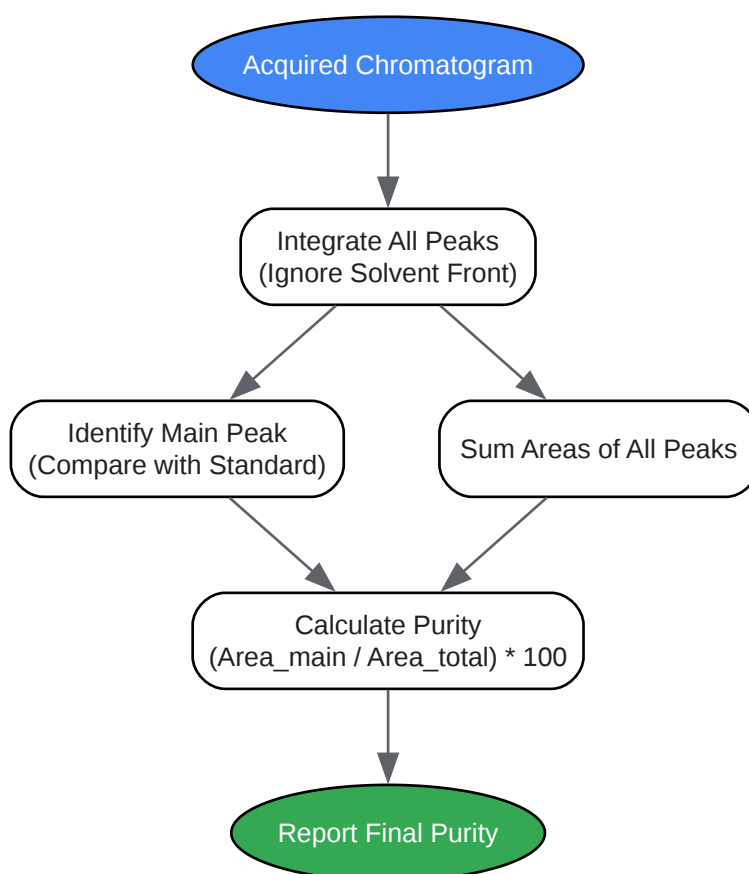 Acquired Chromatogram
Integrate All Peaks
(Ignore Solvent Front)
Identify Main Peak
(Compare with Standard)
Sum Areas of All Peaks
Calculate Purity
(Area_main / Area_total) * 100
Report Final Purity